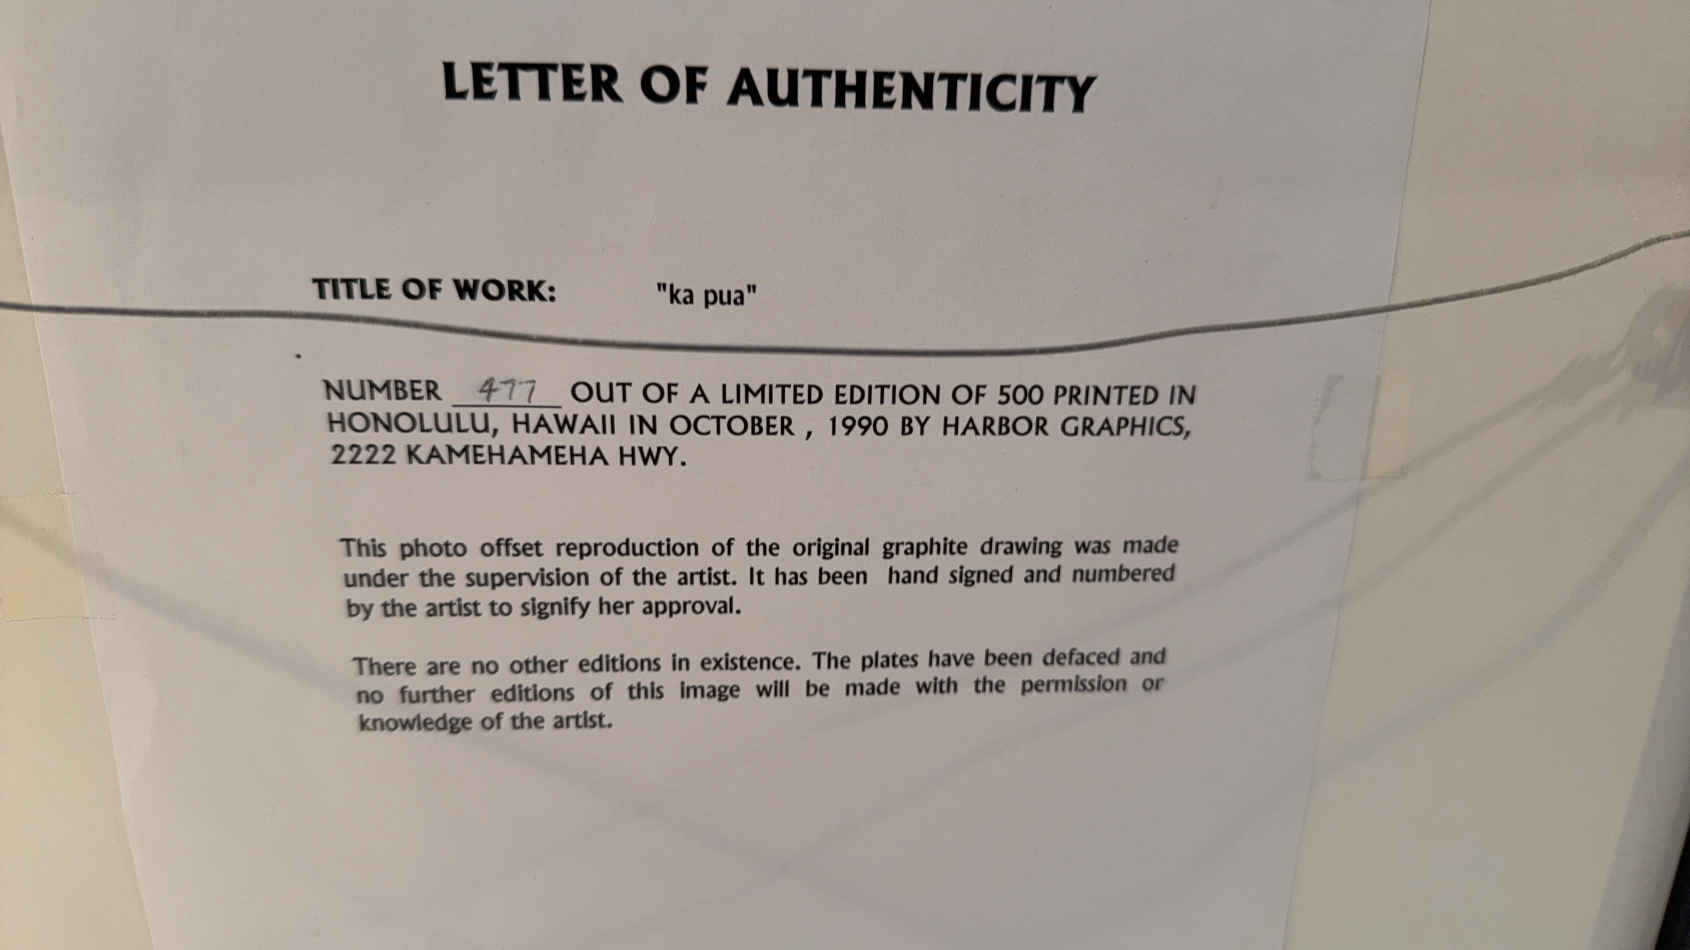 LETTER OF AUTHENTICITY
TITLE OF WORK: "ka pua"
NUMBER 477 OUT OF A LIMITED EDITION OF 500 PRINTED IN
HONOLULU, HAWAII IN OCTOBER , 1990 BY HARBOR GRAPHICS,
2222 KAMEHAMEHA HWY.
This photo offset reproduction of the original graphite drawing was made
under the supervision of the artist. It has been hand signed and numbered
by the artist to signify her approval.
There are no other editions in existence. The plates have been defaced and
no further editions of this image will be made with the permission or
knowledge of the artist.